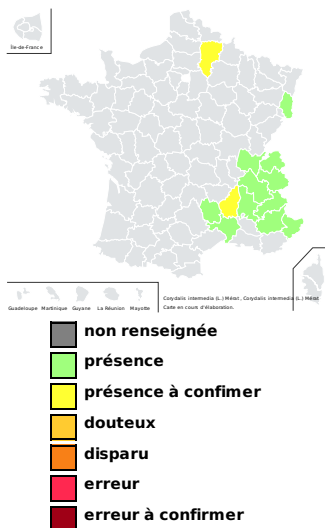 Île-de-France
Guadeloupe Martinique Guyane La Réunion Mayotte
Corydalis intermedia (L.) Mérat , Corydalis intermedia (L.) Mérat
Carte en cours d'élaboration.
non renseignée
présence
présence à confimer
douteux
disparu
erreur
erreur à confirmer